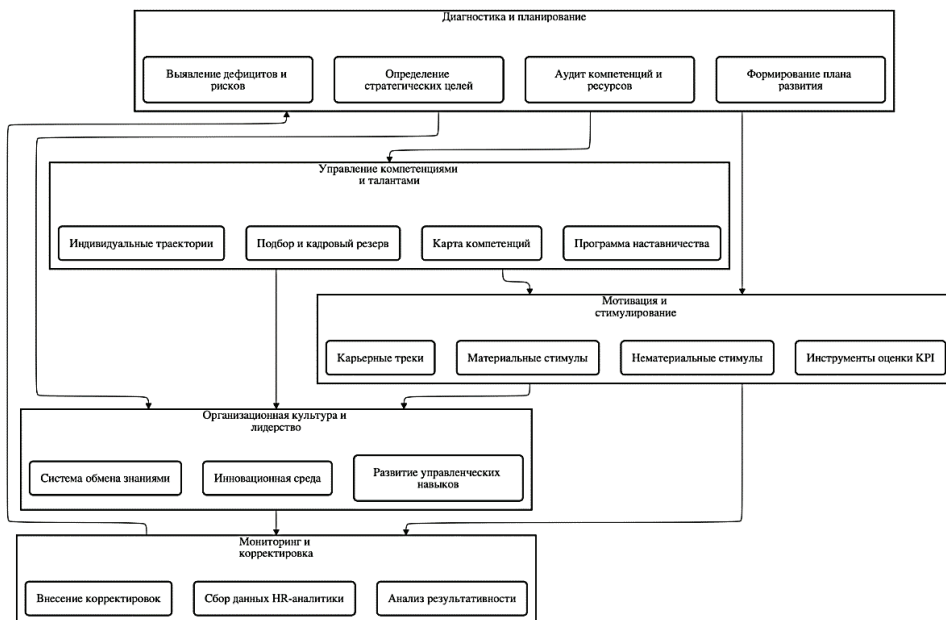 Диагностика и планирование
Выявление дефицитов и
рисков
Определение
стратегических целей
Аудит компетенций и
ресурсов
Формирование плана
развития
Управление компетенциями
и талантами
Индивидуальные траектории
Подбор и кадровый резерв
Карта компетенций
Программа наставничества
Мотивация и
стимулирование
Карьерные треки
Материальные стимулы
Нематериальные стимулы
Инструменты оценки KPI
Организационная культура и
лидерство
Система обмена знаниями
Инновационная среда
Развитие управленческих
навыков
Мониторинг и
корректировка
Внесение корректировок
Сбор данных HR-аналитики
Анализ результативности